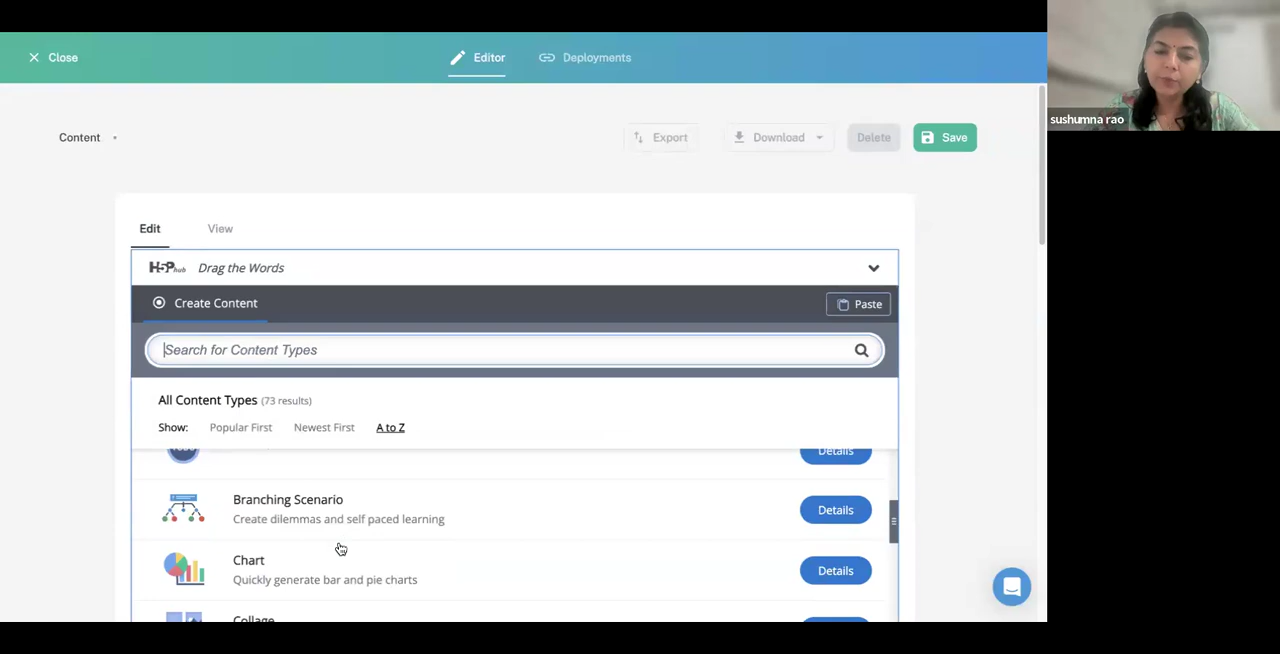 Close
Editor
Deployments
sushumna rao
Content
Export
Download
Delete
Save
Edit
View
H5P hub
Drag the Words
Create Content
Paste
Search for Content Types
All Content Types (73 results)
Show: Popular First Newest First A to Z
Details
Branching Scenario
Create dilemmas and self paced learning
Details
Chart
Quickly generate bar and pie charts
Details
Collage